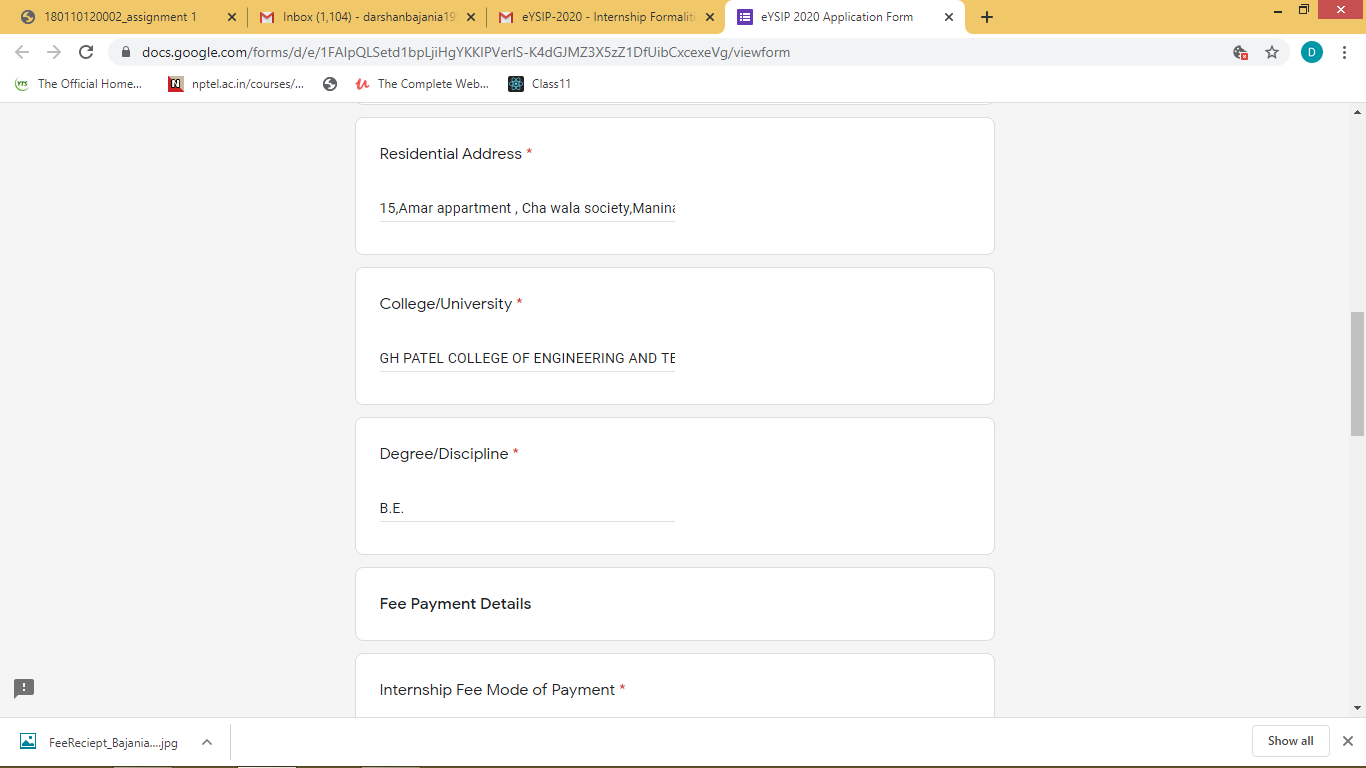 180110120002_assignment 1
Inbox (1,104) - darshanbajania19
eYSIP-2020 - Internship Formaliti
eYSIP 2020 Application Form
docs.google.com/forms/d/e/1FAIpQLSetd1bpLjiHgYKKIPVerIS-K4dGJMZ3X5zZ1DfUibCxcexeVg/viewform
D
YTS The Official Home...
nptel.ac.in/courses/...
The Complete Web...
Class11
Residential Address *
15,Amar appartment , Cha wala society,Manina
College/University *
GH PATEL COLLEGE OF ENGINEERING AND TE
Degree/Discipline *
B.E.
Fee Payment Details
Internship Fee Mode of Payment *
FeeReciept_Bajania....jpg
Show all